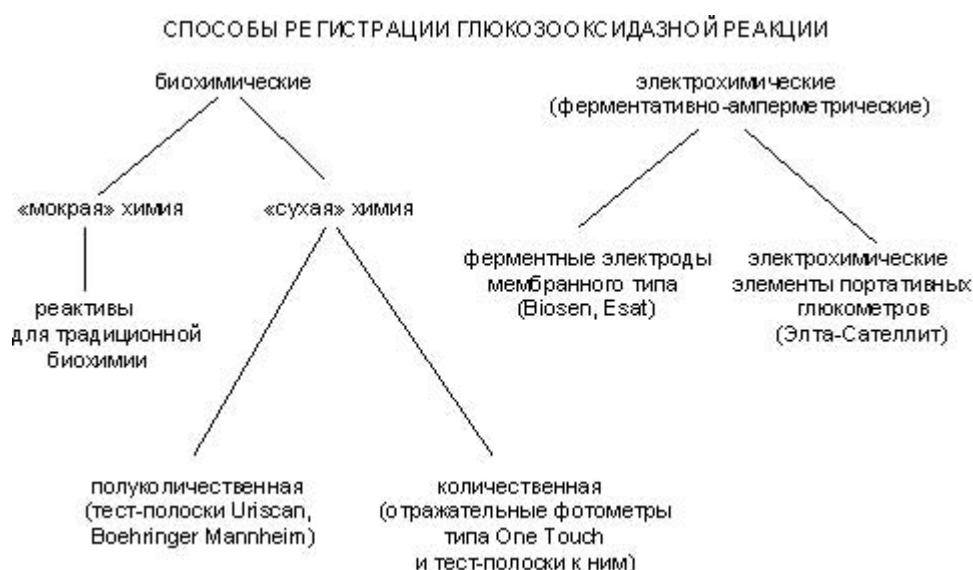 СПОСОБЫ РЕГИСТРАЦИИ ГЛЮКОЗООКСИДАЗНОЙ РЕАКЦИИ
биохимические
электрохимические
(ферментативно-амперметрические)
«мокрая» химия
«сухая» химия
ферментные электроды
мембранного типа
(Biosen, Esat)
электрохимические
элементы портативных
глюкометров
(Элта-Сателлит)
реактивы
для традиционной
биохимии
полуколичественная
(тест-полоски Uriscan,
Boehringer Mannheim)
количественная
(отражательные фотометры
типа One Touch
и тест-полоски к ним)